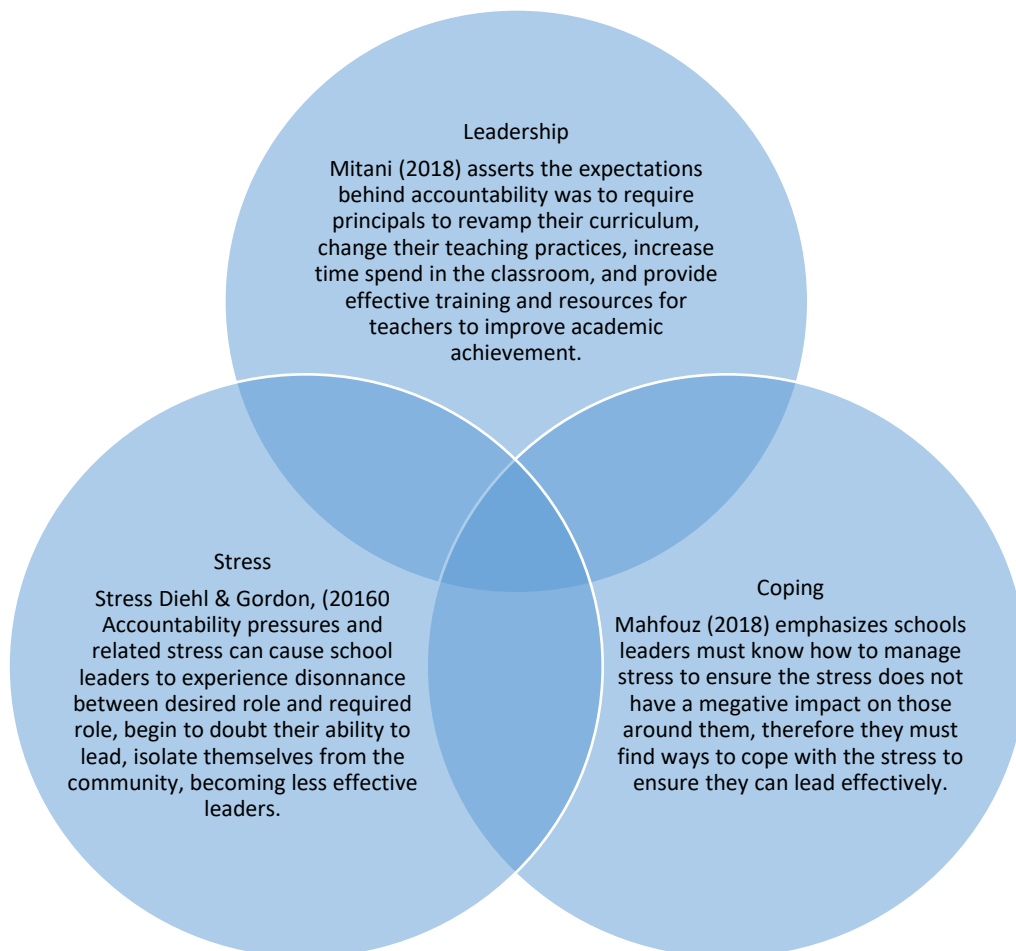 Leadership
Mitani (2018) asserts the expectations
behind accountability was to require
principals to revamp their curriculum,
change their teaching practices, increase
time spend in the classroom, and provide
effective training and resources for
teachers to improve academic
achievement.
Stress
Stress Diehl & Gordon, (20160
Accountability pressures and
related stress can cause school
leaders to experience disonnance
between desired role and required
role, begin to doubt their ability to
lead, isolate themselves from the
community, becoming less effective
leaders.
Coping
Mahfouz (2018) emphasizes schools
leaders must know how to manage
stress to ensure the stress does not
have a megative impact on those
around them, therefore they must
find ways to cope with the stress to
ensure they can lead effectively.